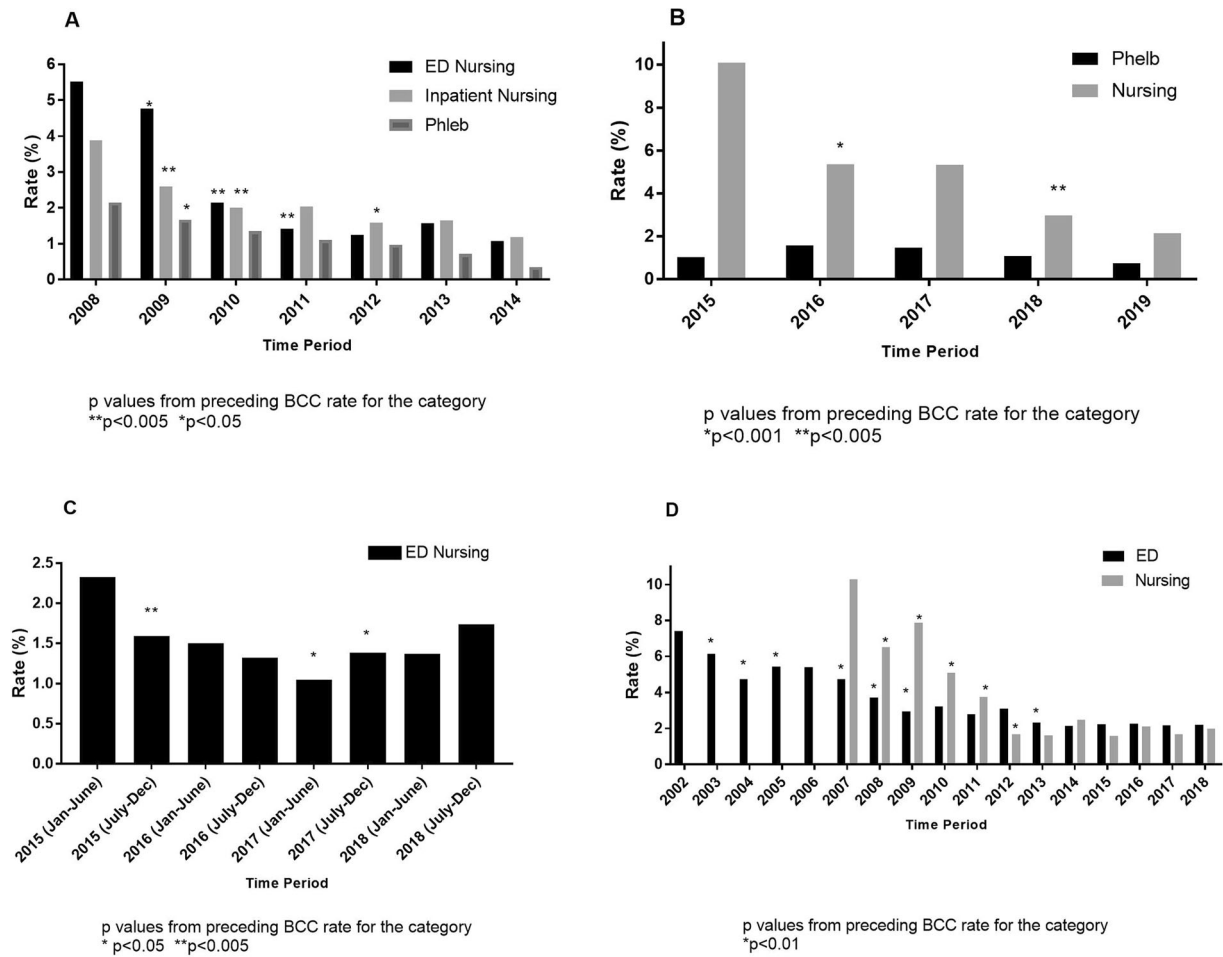 A
6
5
4
3
2
1
0
Rate (%)
ED Nursing
Inpatient Nursing
Phleb
*
**
*
**
**
**
*
2008
2009
2010
2011
2012
2013
2014
Time Period
p values from preceding BCC rate for the category
**p<0.005 *p<0.05
B
10
8
6
4
2
0
Rate (%)
Phelb
Nursing
*
**
2015
2016
2017
2018
2019
Time Period
p values from preceding BCC rate for the category
*p<0.001 **p<0.005
C
2.5
2.0
1.5
1.0
0.5
0.0
Rate (%)
ED Nursing
**
*
*
2015 (Jan-June)
2015 (July-Dec)
2016 (Jan-June)
2016 (July-Dec)
2017 (Jan-June)
2017 (July-Dec)
2018 (Jan-June)
2018 (July-Dec)
Time Period
p values from preceding BCC rate for the category
* p<0.05 **p<0.005
D
10
8
6
4
2
0
Rate (%)
ED
Nursing
*
*
*
*
*
*
*
*
*
*
*
*
2002
2003
2004
2005
2006
2007
2008
2009
2010
2011
2012
2013
2014
2015
2016
2017
2018
Time Period
p values from preceding BCC rate for the category
*p<0.01